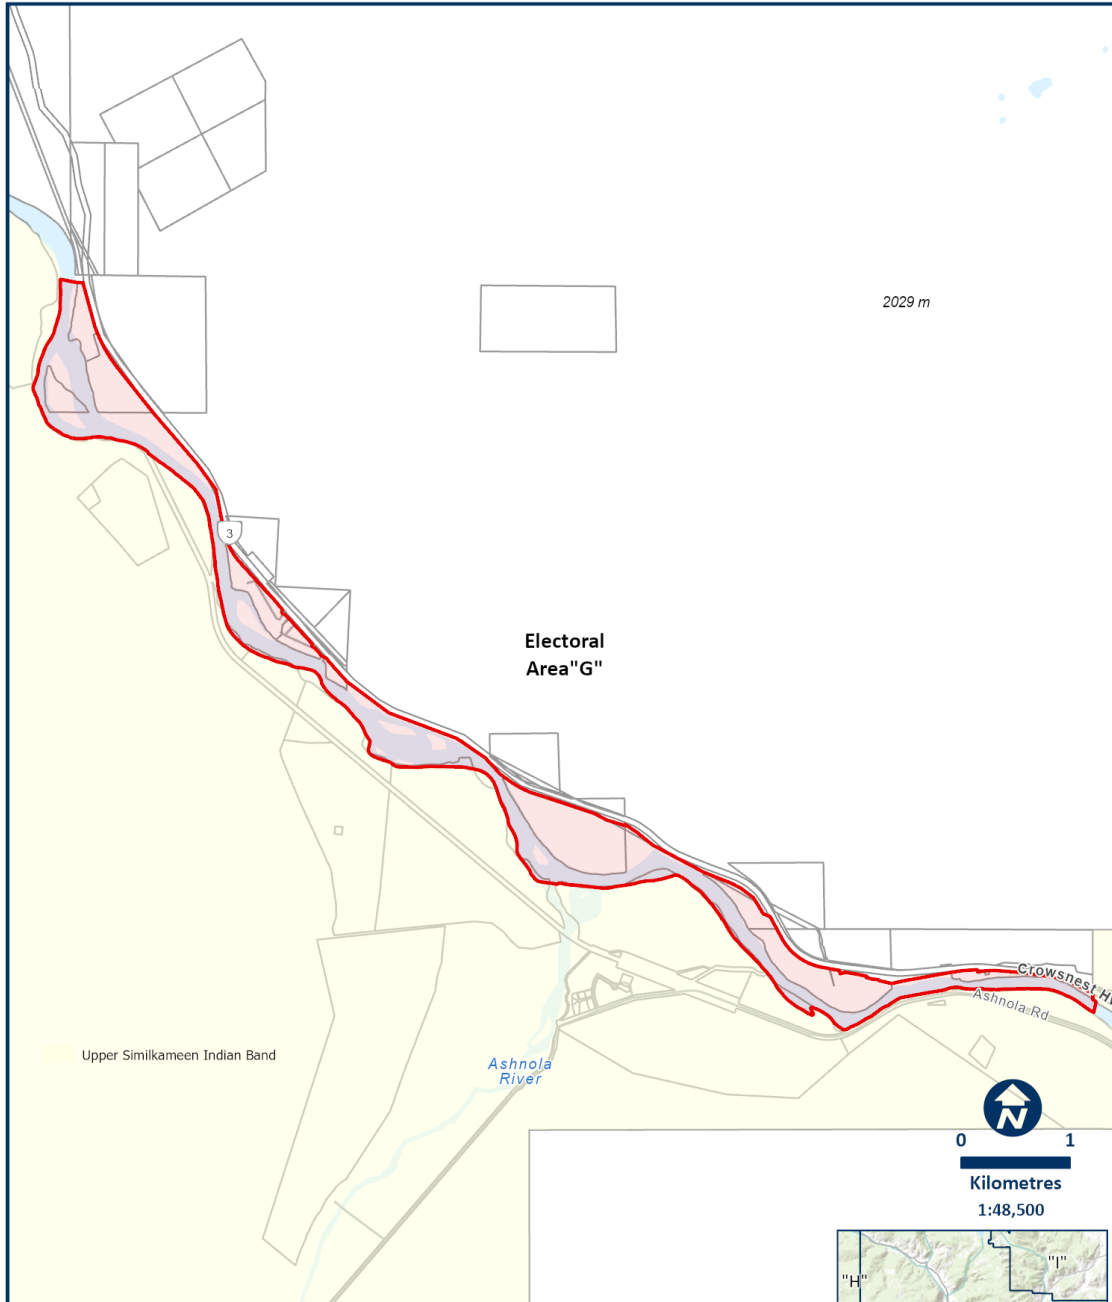 2029 m
3
Electoral
Area"G"
Crowsnest H
Ashnola Rd
Upper Similkameen Indian Band
Ashnola
River
N
0 1
Kilometres
1:48,500
"H"
"I"